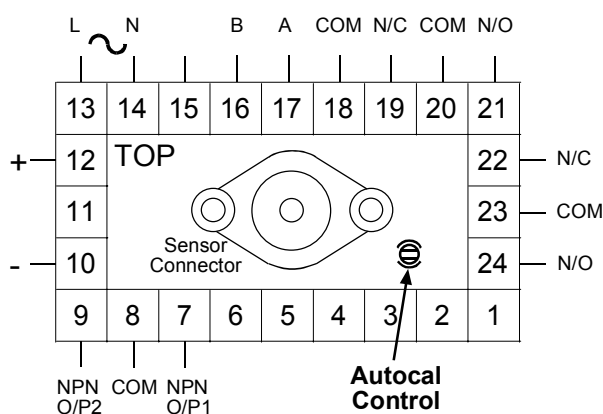 L N B A COM N/C COM N/O
13 14 15 16 17 18 19 20 21
+ 12 TOP 22 N/C
11 23 COM
Sensor
Connector
- 10 24 N/O
9 8 7 6 5 4 3 2 1
NPN COM NPN
O/P2 O/P1
Autocal
Control